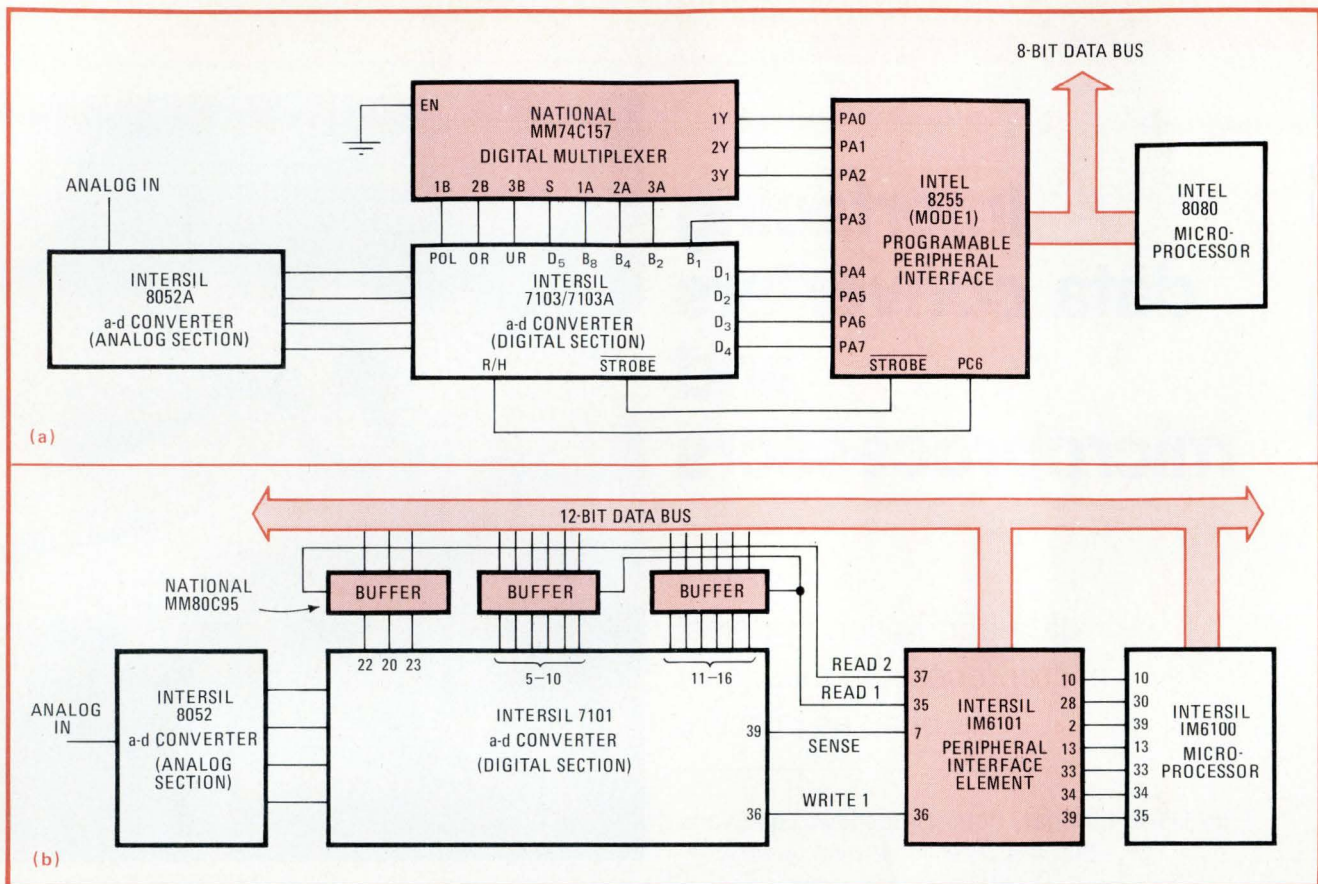 8-BIT DATA BUS
EN
NATIONAL
MM74C157
DIGITAL MULTIPLEXER
1Y
2Y
3Y
1B 2B 3B S 1A 2A 3A
PA0
PA1
PA2
PA3
PA4
PA5
PA6
PA7
INTEL
8255
(MODE1)
PROGRAMABLE
PERIPHERAL
INTERFACE
STROBE PC6
INTEL
8080
MICRO-
PROCESSOR
ANALOG IN
INTERSIL
8052A
a-d CONVERTER
(ANALOG SECTION)
POL OR UR D5 B8 B4 B2 B1
INTERSIL
7103/7103A
a-d CONVERTER
(DIGITAL SECTION)
D1
D2
D3
D4
R/H STROBE
(a)
12-BIT DATA BUS
NATIONAL
MM80C95
BUFFER
BUFFER
BUFFER
22 20 23
5–10
11–16
ANALOG
IN
INTERSIL
8052
a-d CONVERTER
(ANALOG
SECTION)
INTERSIL 7101
a-d CONVERTER
(DIGITAL SECTION)
39
36
READ 2
READ 1
SENSE
WRITE 1
37
35
7
36
INTERSIL
IM6101
PERIPHERAL
INTERFACE
ELEMENT
10
28
2
13
33
34
39
10
30
39
13
33
34
35
INTERSIL
IM6100
MICRO-
PROCESSOR
(b)